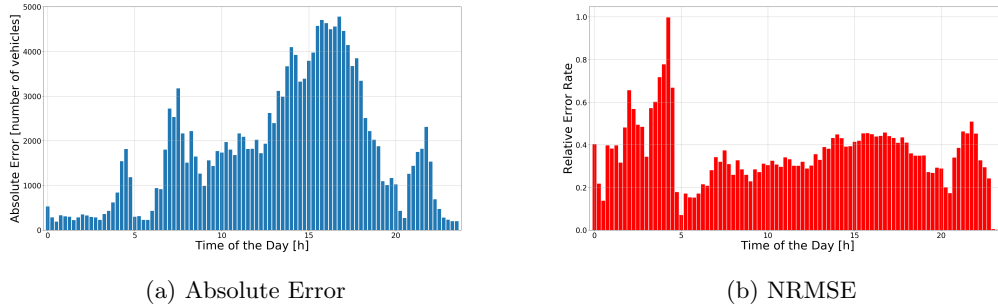 5000
4000
3000
2000
1000
0
Absolute Error [number of vehicles]
0 5 10 15 20
Time of the Day [h]
(a) Absolute Error
1.0
0.8
0.6
0.4
0.2
0.0
Relative Error Rate
0 5 10 15 20
Time of the Day [h]
(b) NRMSE